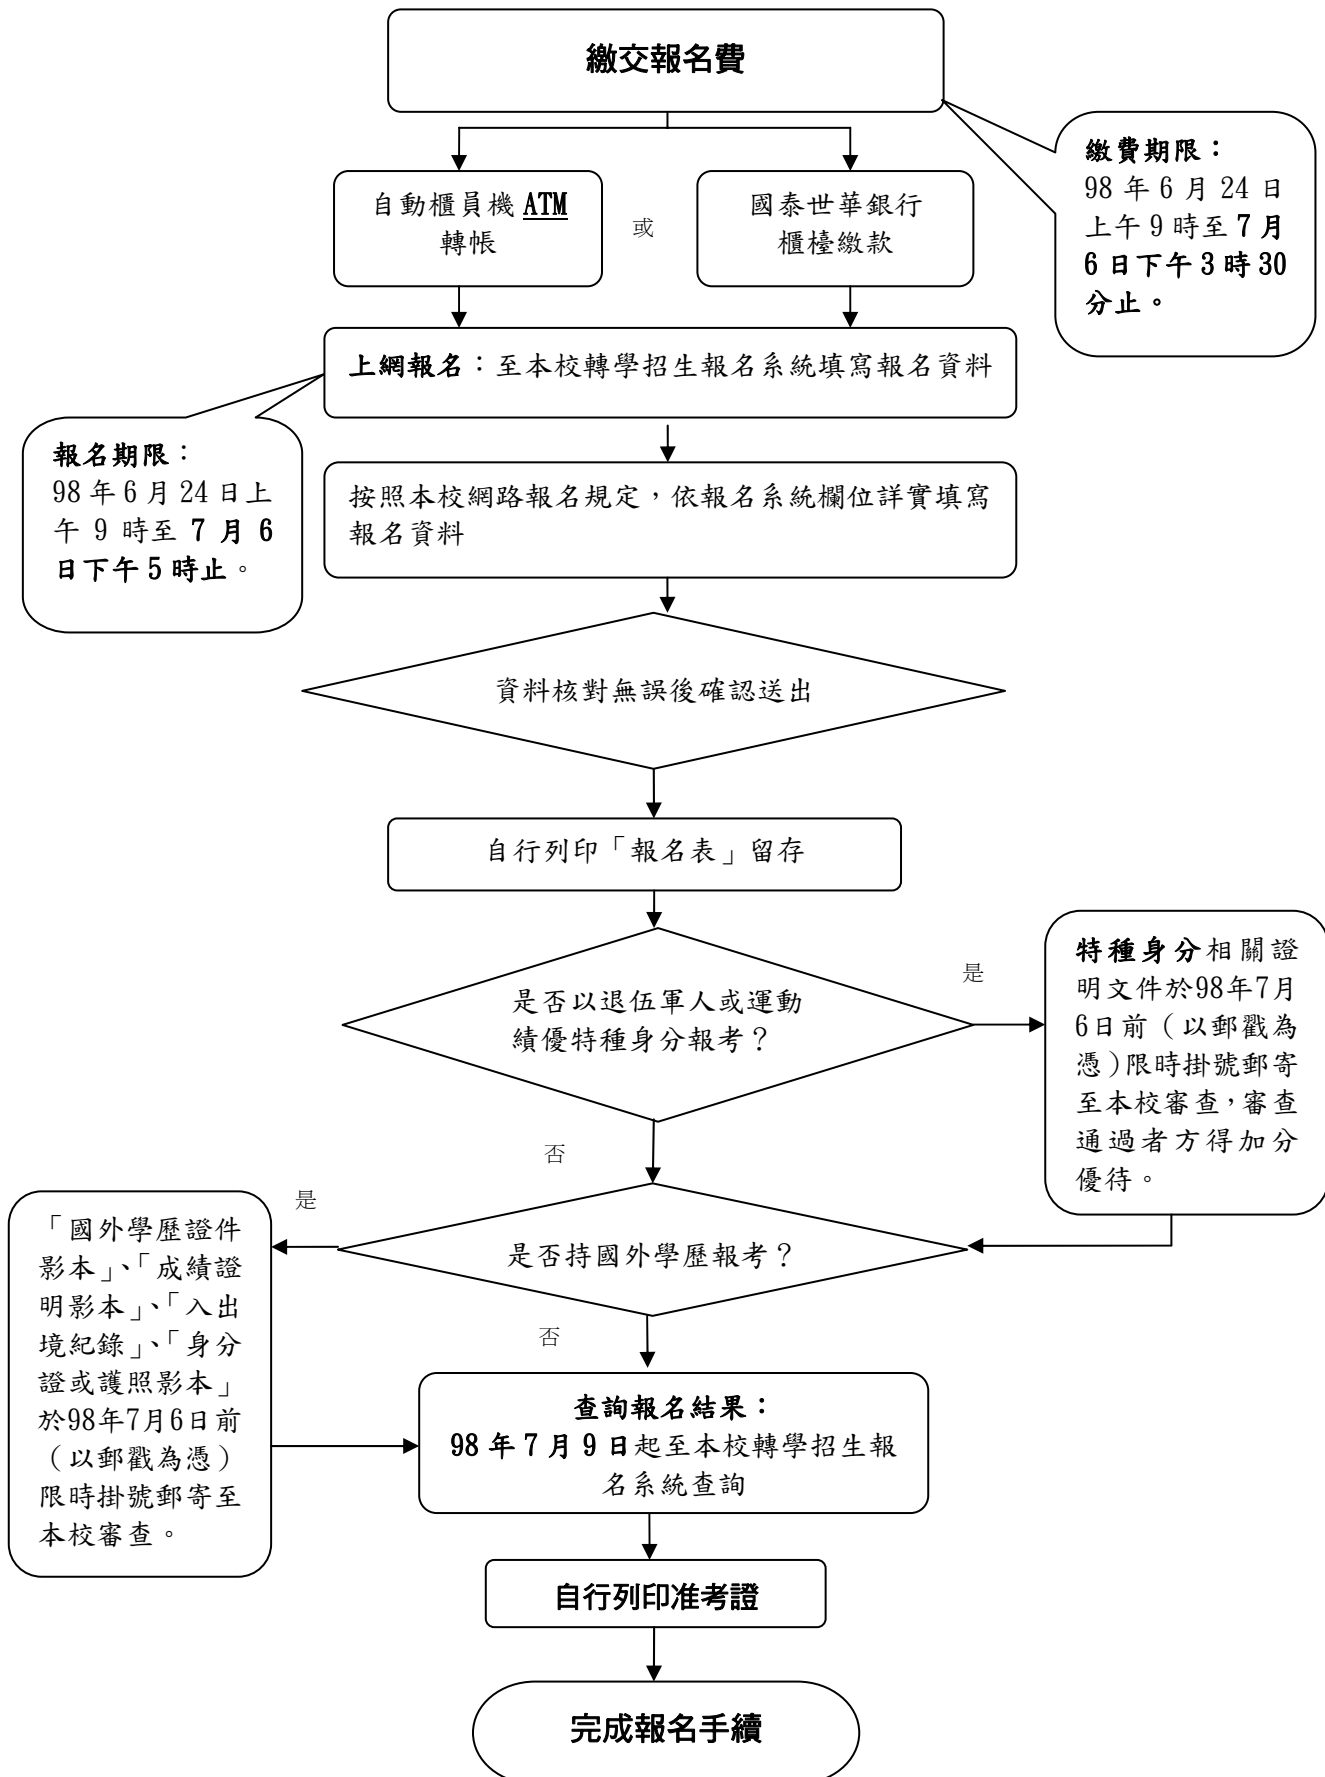 繳交報名費
繳費期限：
98 年 6 月 24 日
上午 9 時至 7 月
6 日下午 3 時 30
分止。
自動櫃員機 ATM
轉帳
或
國泰世華銀行
櫃檯繳款
上網報名：至本校轉學招生報名系統填寫報名資料
報名期限：
98 年 6 月 24 日上
午 9 時至 7 月 6
日下午 5 時止。
按照本校網路報名規定，依報名系統欄位詳實填寫
報名資料
資料核對無誤後確認送出
自行列印「報名表」留存
是否以退伍軍人或運動
績優特種身分報考？
是
特種身分相關證
明文件於98年7月
6日前（以郵戳為
憑）限時掛號郵寄
至本校審查，審查
通過者方得加分
優待。
否
是否持國外學歷報考？
是
「國外學歷證件
影本」、「成績證
明影本」、「入出
境紀錄」、「身分
證或護照影本」
於98年7月6日前
（以郵戳為憑）
限時掛號郵寄至
本校審查。
否
查詢報名結果：
98 年 7 月 9 日起至本校轉學招生報
名系統查詢
自行列印准考證
完成報名手續